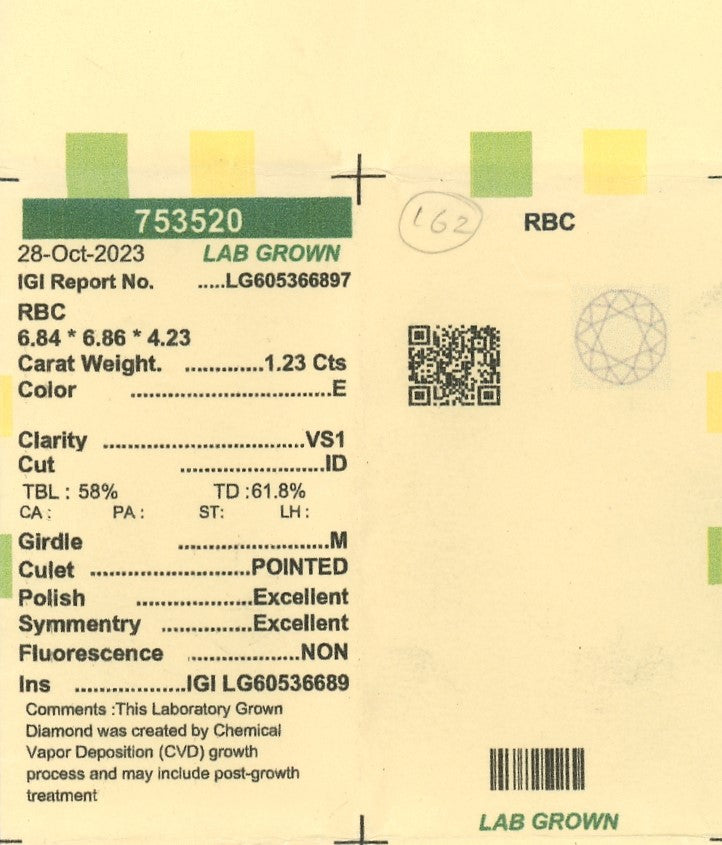 753520
28-Oct-2023 LAB GROWN
IGI Report No. .....LG605366897
RBC
6.84 * 6.86 * 4.23
Carat Weight. .............1.23 Cts
Color .................................E
Clarity .................................VS1
Cut ........................ID
TBL : 58% TD :61.8%
CA : PA : ST: LH :
Girdle .........................M
Culet ..........................POINTED
Polish ...................Excellent
Symmentry ...............Excellent
Fluorescence ..................NON
Ins ..................IGI LG60536689
Comments :This Laboratory Grown
Diamond was created by Chemical
Vapor Deposition (CVD) growth
process and may include post-growth
treatment
162
RBC
LAB GROWN